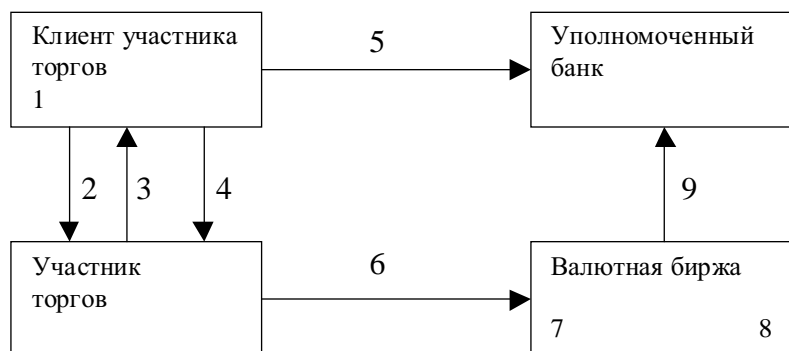 Клиент участника
торгов
1
5
Уполномоченный
банк
2
3
4
9
Участник
торгов
6
Валютная биржа
7
8